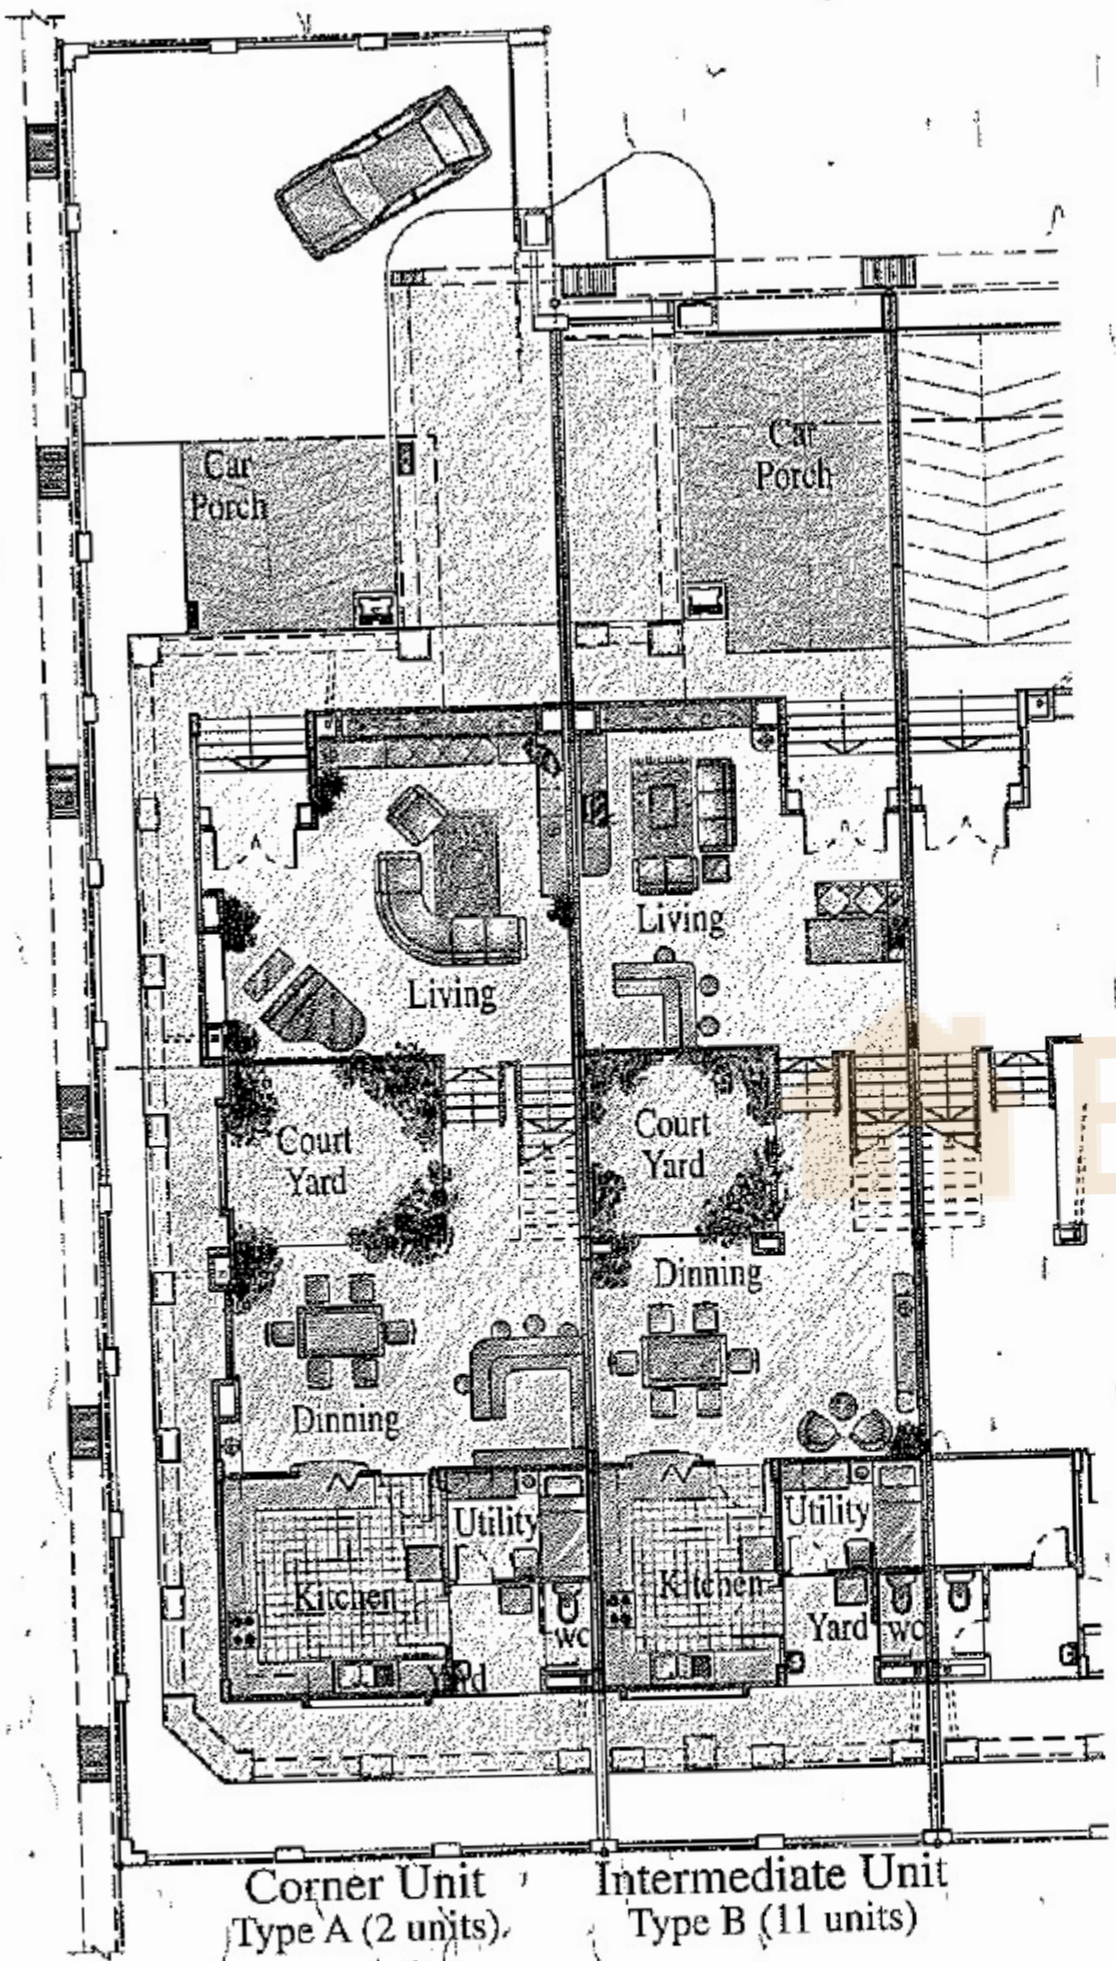 Car
Porch
Car
Porch
Living
Living
Court
Yard
Court
Yard
Dinning
Dinning
Utility
Kitchen
Yard
wc
Utility
Kitchen
Yard
wc
Corner Unit
Type A (2 units)
Intermediate Unit
Type B (11 units)